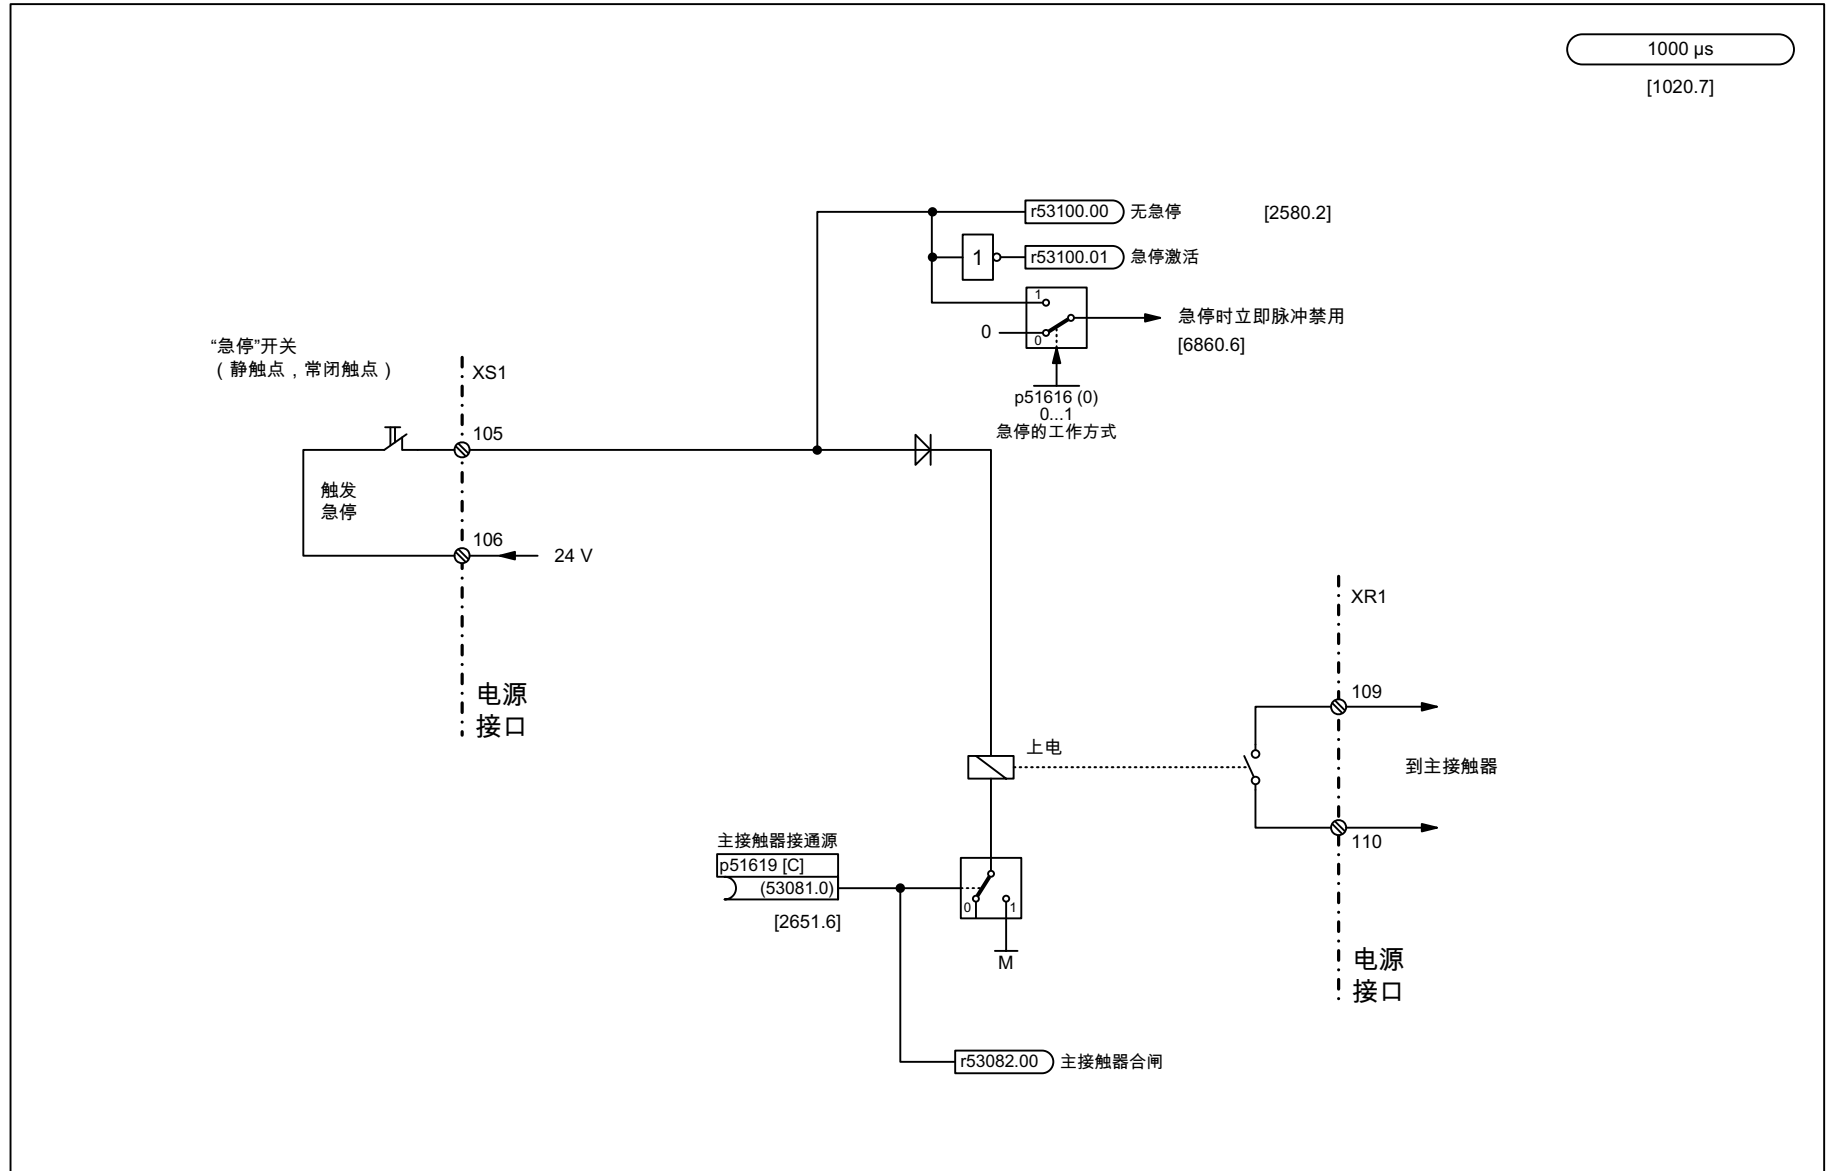 1000 µs
[1020.7]
r53100.00 无急停 [2580.2]
1 r53100.01 急停激活
1
0
0
急停时立即脉冲禁用
[6860.6]
p51616 (0)
0...1
急停的工作方式
“急停”开关
（静触点，常闭触点）
XS1
105
触发
急停
106
24 V
电源
接口
XR1
109
上电
到主接触器
110
主接触器接通源
p51619 [C]
(53081.0)
[2651.6]
0 1
M
电源
接口
r53082.00 主接触器合闸